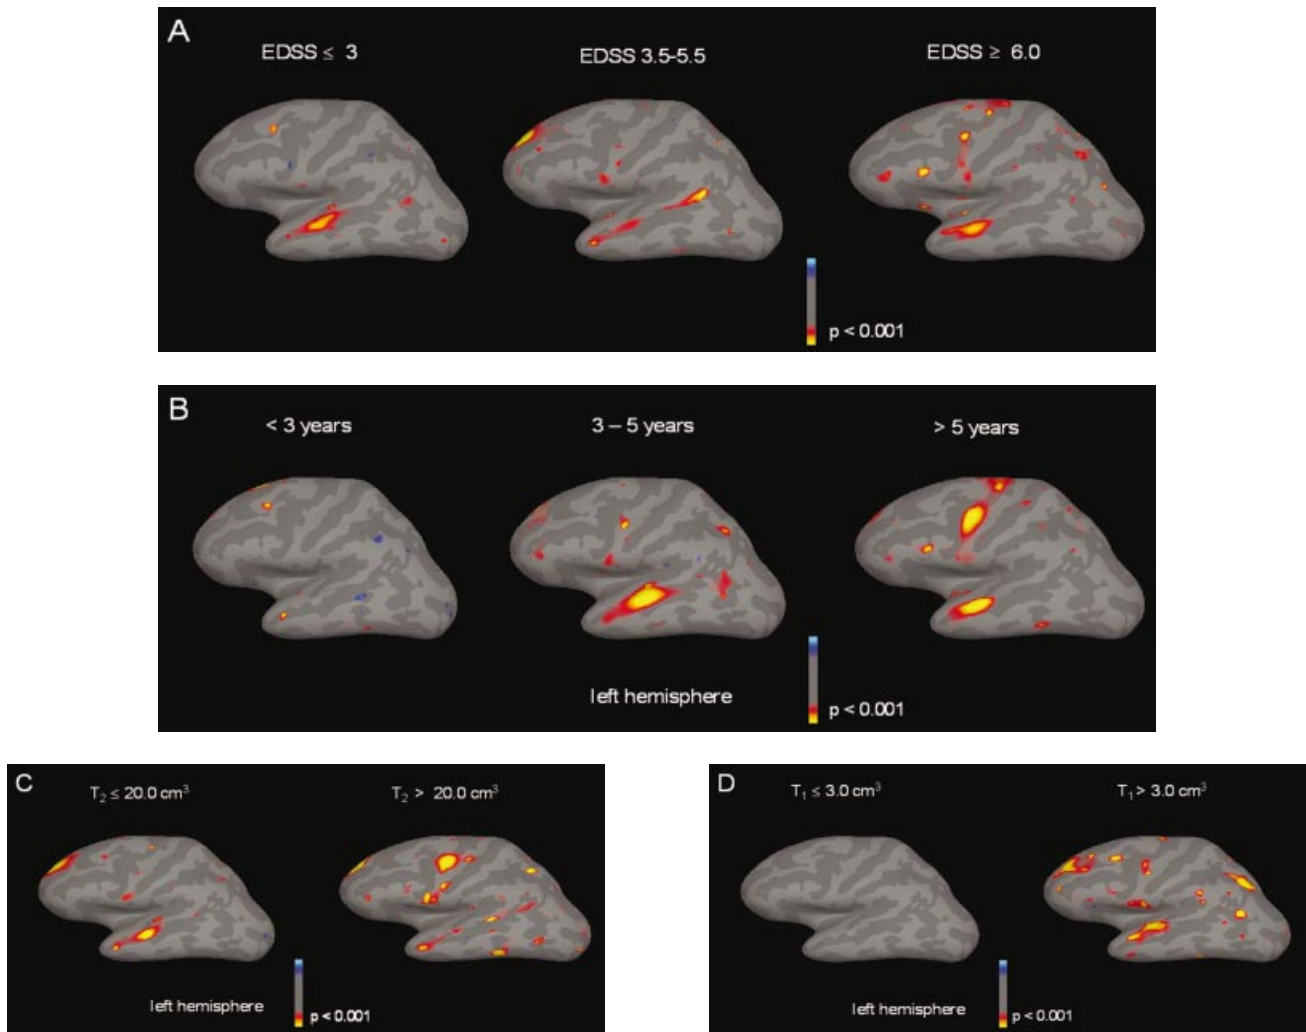 A
EDSS ≤ 3
EDSS 3.5-5.5
EDSS ≥ 6.0
p < 0.001
B
< 3 years
3 – 5 years
> 5 years
left hemisphere
p < 0.001
C
T₂ ≤ 20.0 cm³
T₂ > 20.0 cm³
left hemisphere
p < 0.001
D
T₁ ≤ 3.0 cm³
T₁ > 3.0 cm³
left hemisphere
p < 0.001